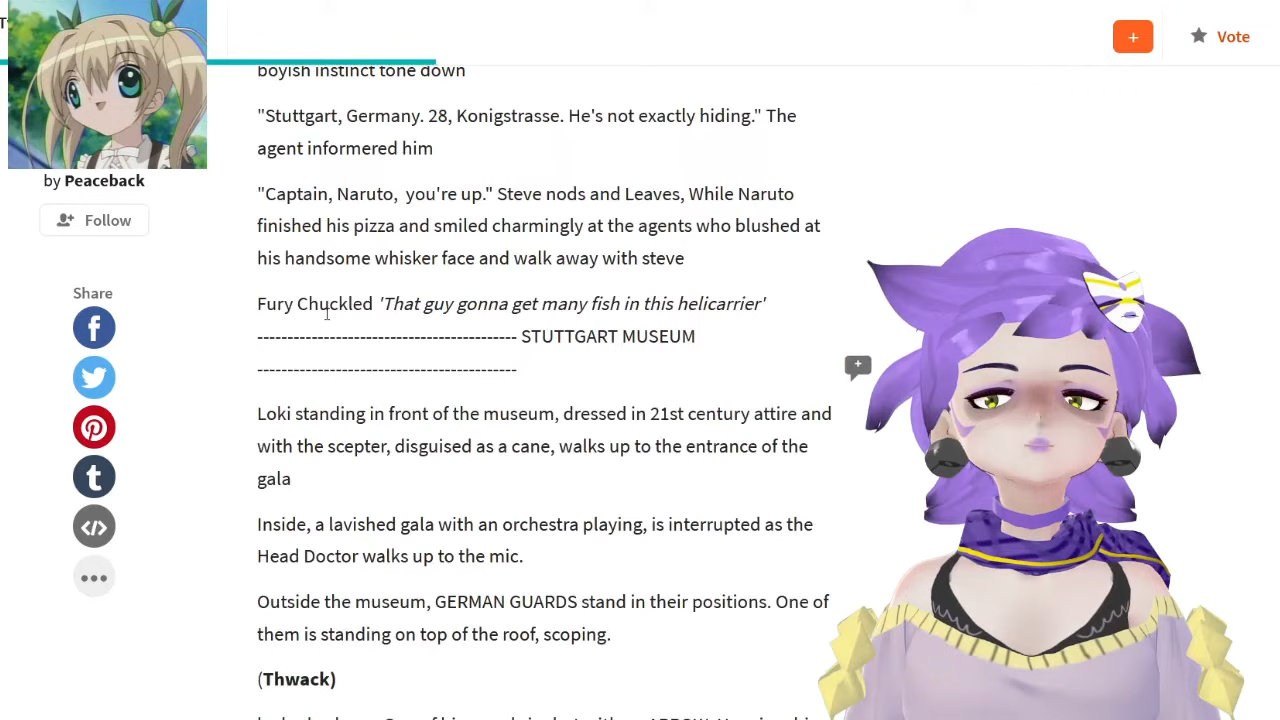 T
+
Vote
by Peaceback
Follow
Share
boyish instinct tone down
"Stuttgart, Germany. 28, Konigstrasse. He's not exactly hiding." The
agent informered him
"Captain, Naruto,  you're up." Steve nods and Leaves, While Naruto
finished his pizza and smiled charmingly at the agents who blushed at
his handsome whisker face and walk away with steve
Fury Chuckled 'That guy gonna get many fish in this helicarrier'
------------------------------------------- STUTTGART MUSEUM
-------------------------------------------
Loki standing in front of the museum, dressed in 21st century attire and
with the scepter, disguised as a cane, walks up to the entrance of the
gala
Inside, a lavished gala with an orchestra playing, is interrupted as the
Head Doctor walks up to the mic.
Outside the museum, GERMAN GUARDS stand in their positions. One of
them is standing on top of the roof, scoping.
(Thwack)